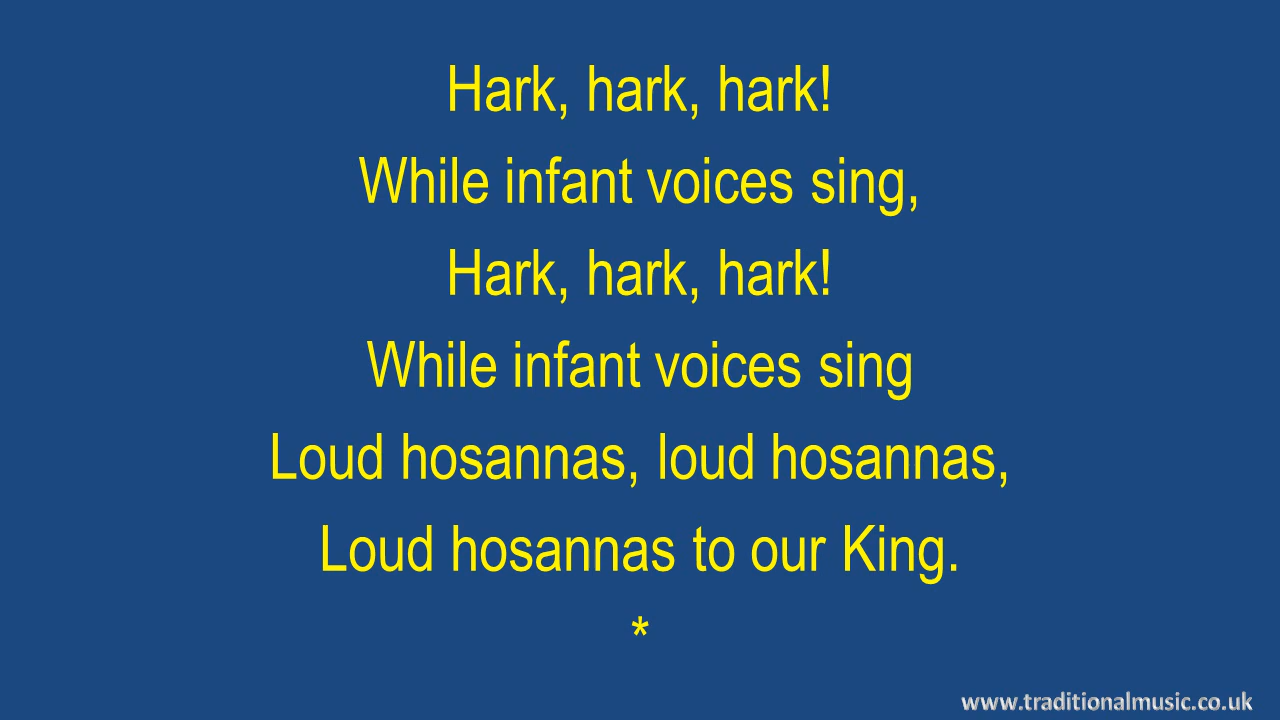 Hark, hark, hark!
While infant voices sing,
Hark, hark, hark!
While infant voices sing
Loud hosannas, loud hosannas,
Loud hosannas to our King.
*
www.traditionalmusic.co.uk